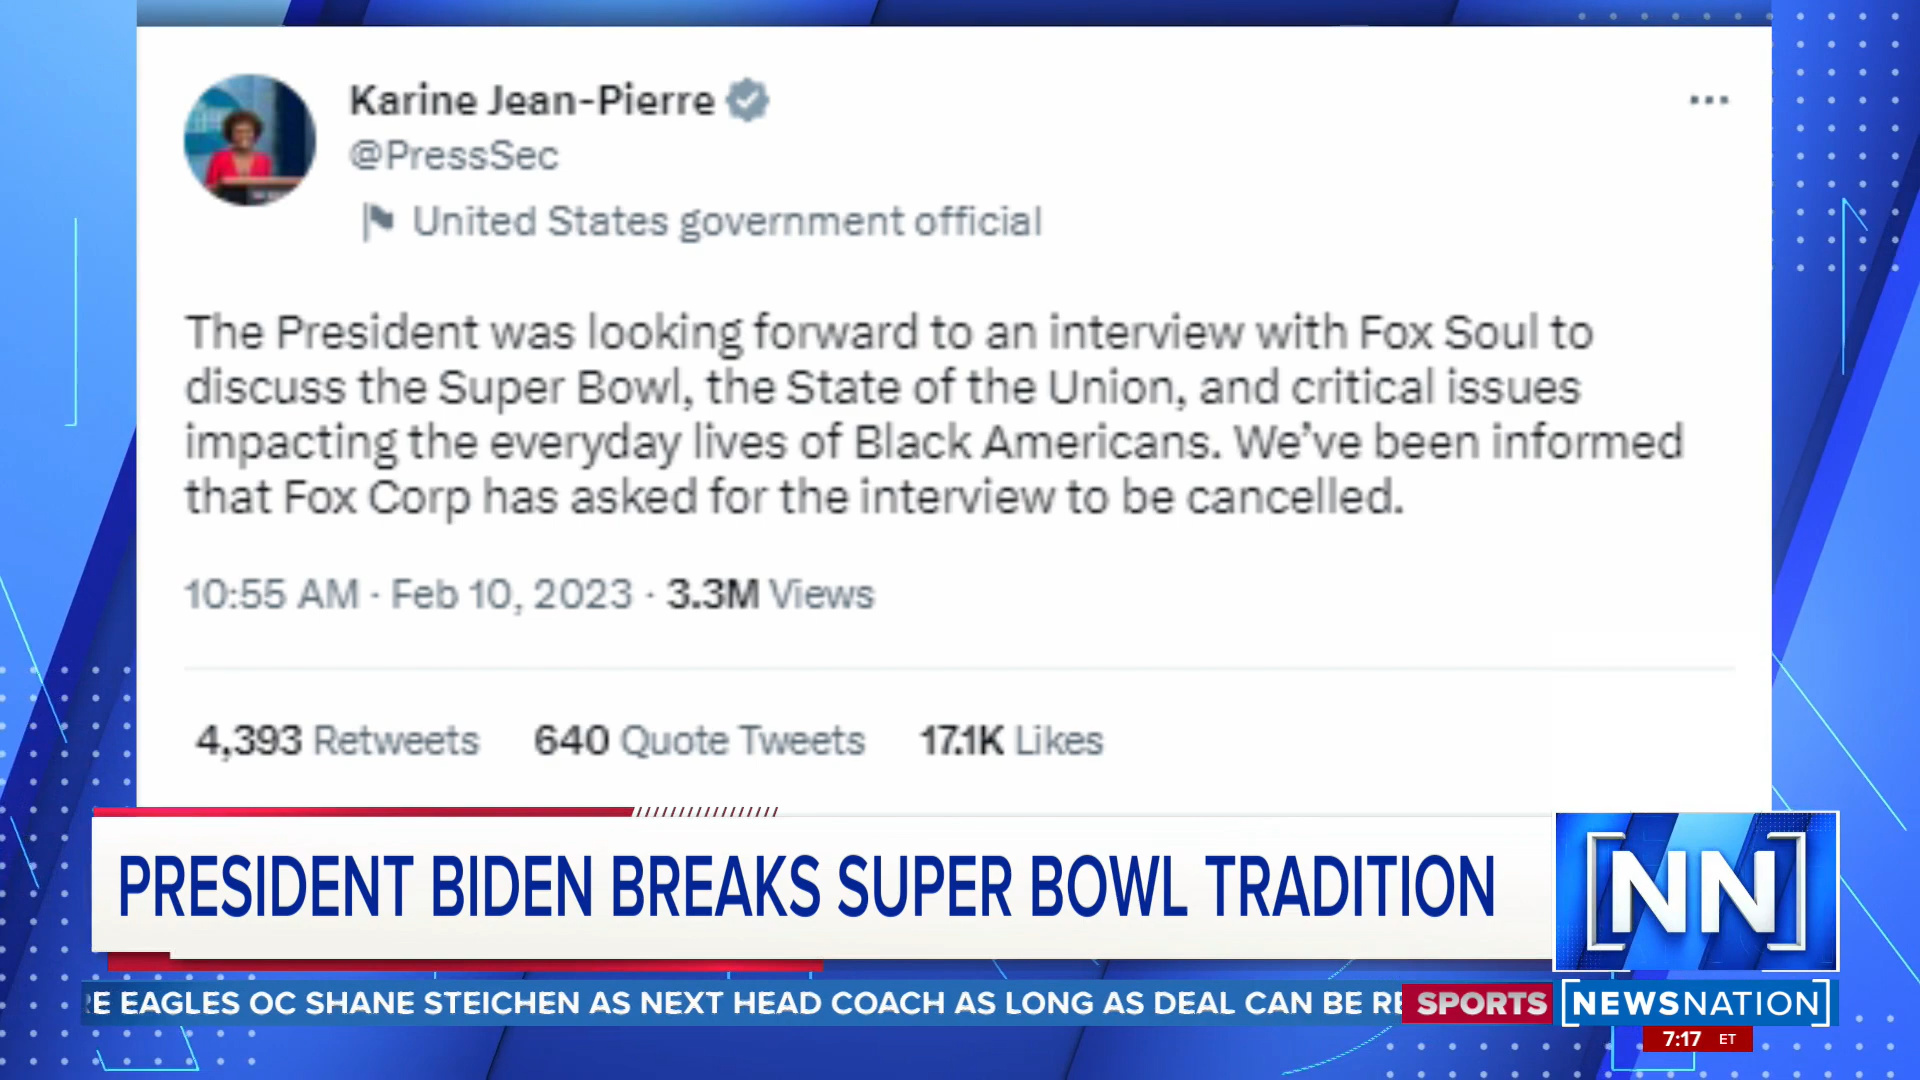 Karine Jean-Pierre
@PressSec
United States government official
The President was looking forward to an interview with Fox Soul to
discuss the Super Bowl, the State of the Union, and critical issues
impacting the everyday lives of Black Americans. We've been informed
that Fox Corp has asked for the interview to be cancelled.
10:55 AM · Feb 10, 2023 · 3.3M Views
4,393 Retweets 640 Quote Tweets 17.1K Likes
PRESIDENT BIDEN BREAKS SUPER BOWL TRADITION
[NN]
E EAGLES OC SHANE STEICHEN AS NEXT HEAD COACH AS LONG AS DEAL CAN BE RE SPORTS [NEWSNATION]
7:17 ET